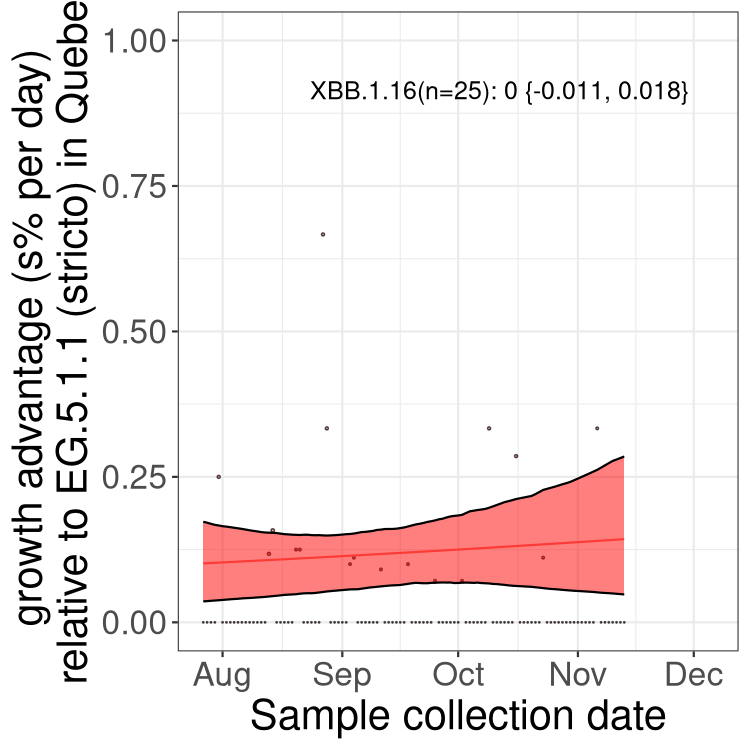 growth advantage (s% per day)
relative to EG.5.1.1 (stricto) in Quebe
1.00
0.75
0.50
0.25
0.00
XBB.1.16(n=25): 0 {-0.011, 0.018}
Aug Sep Oct Nov Dec
Sample collection date